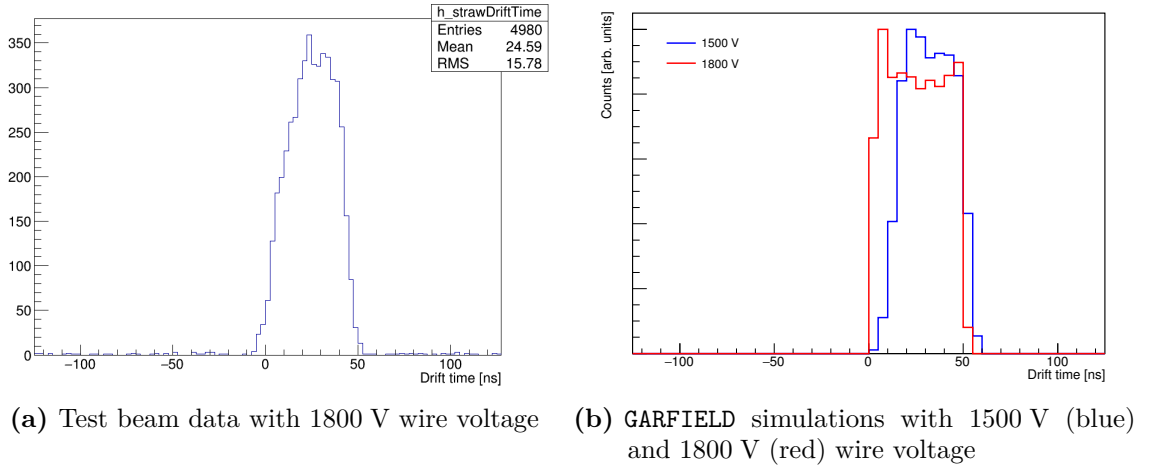 h_strawDriftTime
Entries 4980
Mean 24.59
RMS 15.78
350
300
250
200
150
100
50
0
−100 −50 0 50 100
Drift time [ns]
Counts [arb. units]
1500 V
1800 V
−100 −50 0 50 100
Drift time [ns]
(a) Test beam data with 1800 V wire voltage
(b) GARFIELD simulations with 1500 V (blue)
and 1800 V (red) wire voltage